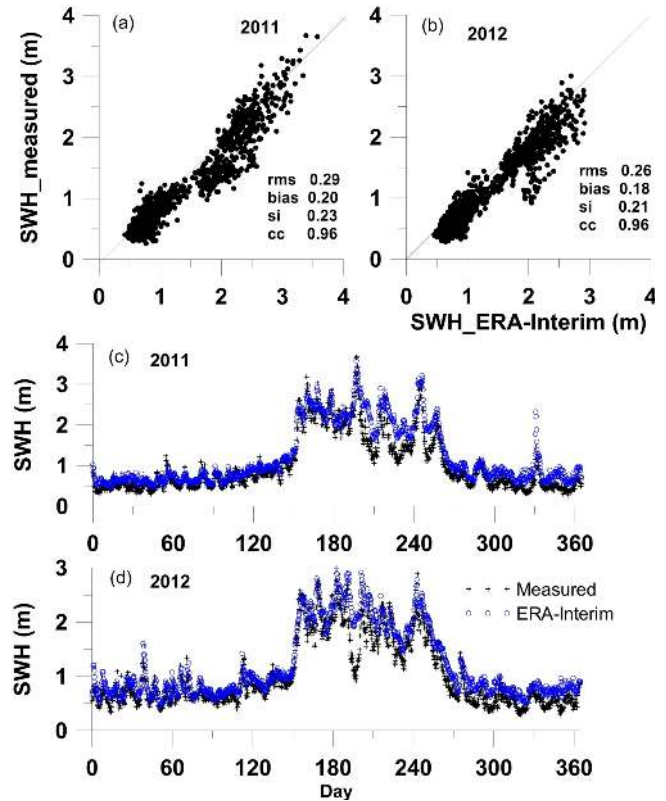 (a) 2011
SWH_measured (m)
4
3
2
1
0
rms 0.29
bias 0.20
si 0.23
cc 0.96
0 1 2 3 4
(b) 2012
4
3
2
1
0
rms 0.26
bias 0.18
si 0.21
cc 0.96
0 1 2 3 4
SWH_ERA-Interim (m)
(c) 2011
SWH (m)
4
3
2
1
0
0 60 120 180 240 300 360
(d) 2012
SWH (m)
3
2
1
0
+ + Measured
○ ○ ERA-Interim
0 60 120 180 240 300 360
Day